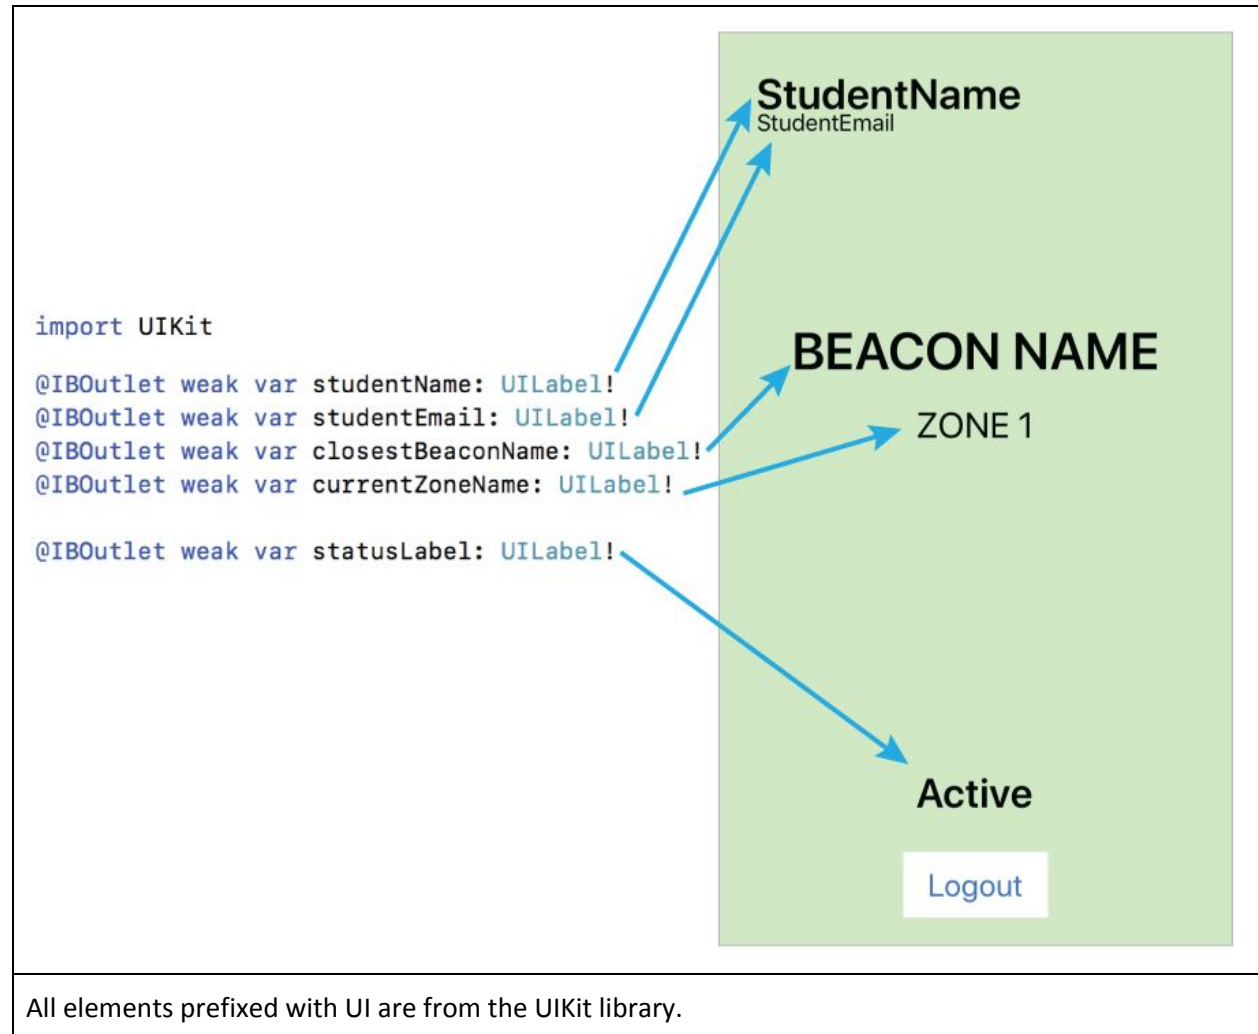 StudentName
StudentEmail
import UIKit
@IBOutlet weak var studentName: UILabel!
@IBOutlet weak var studentEmail: UILabel!
@IBOutlet weak var closestBeaconName: UILabel!
@IBOutlet weak var currentZoneName: UILabel!
@IBOutlet weak var statusLabel: UILabel!
BEACON NAME
ZONE 1
Active
Logout
All elements prefixed with UI are from the UIKit library.